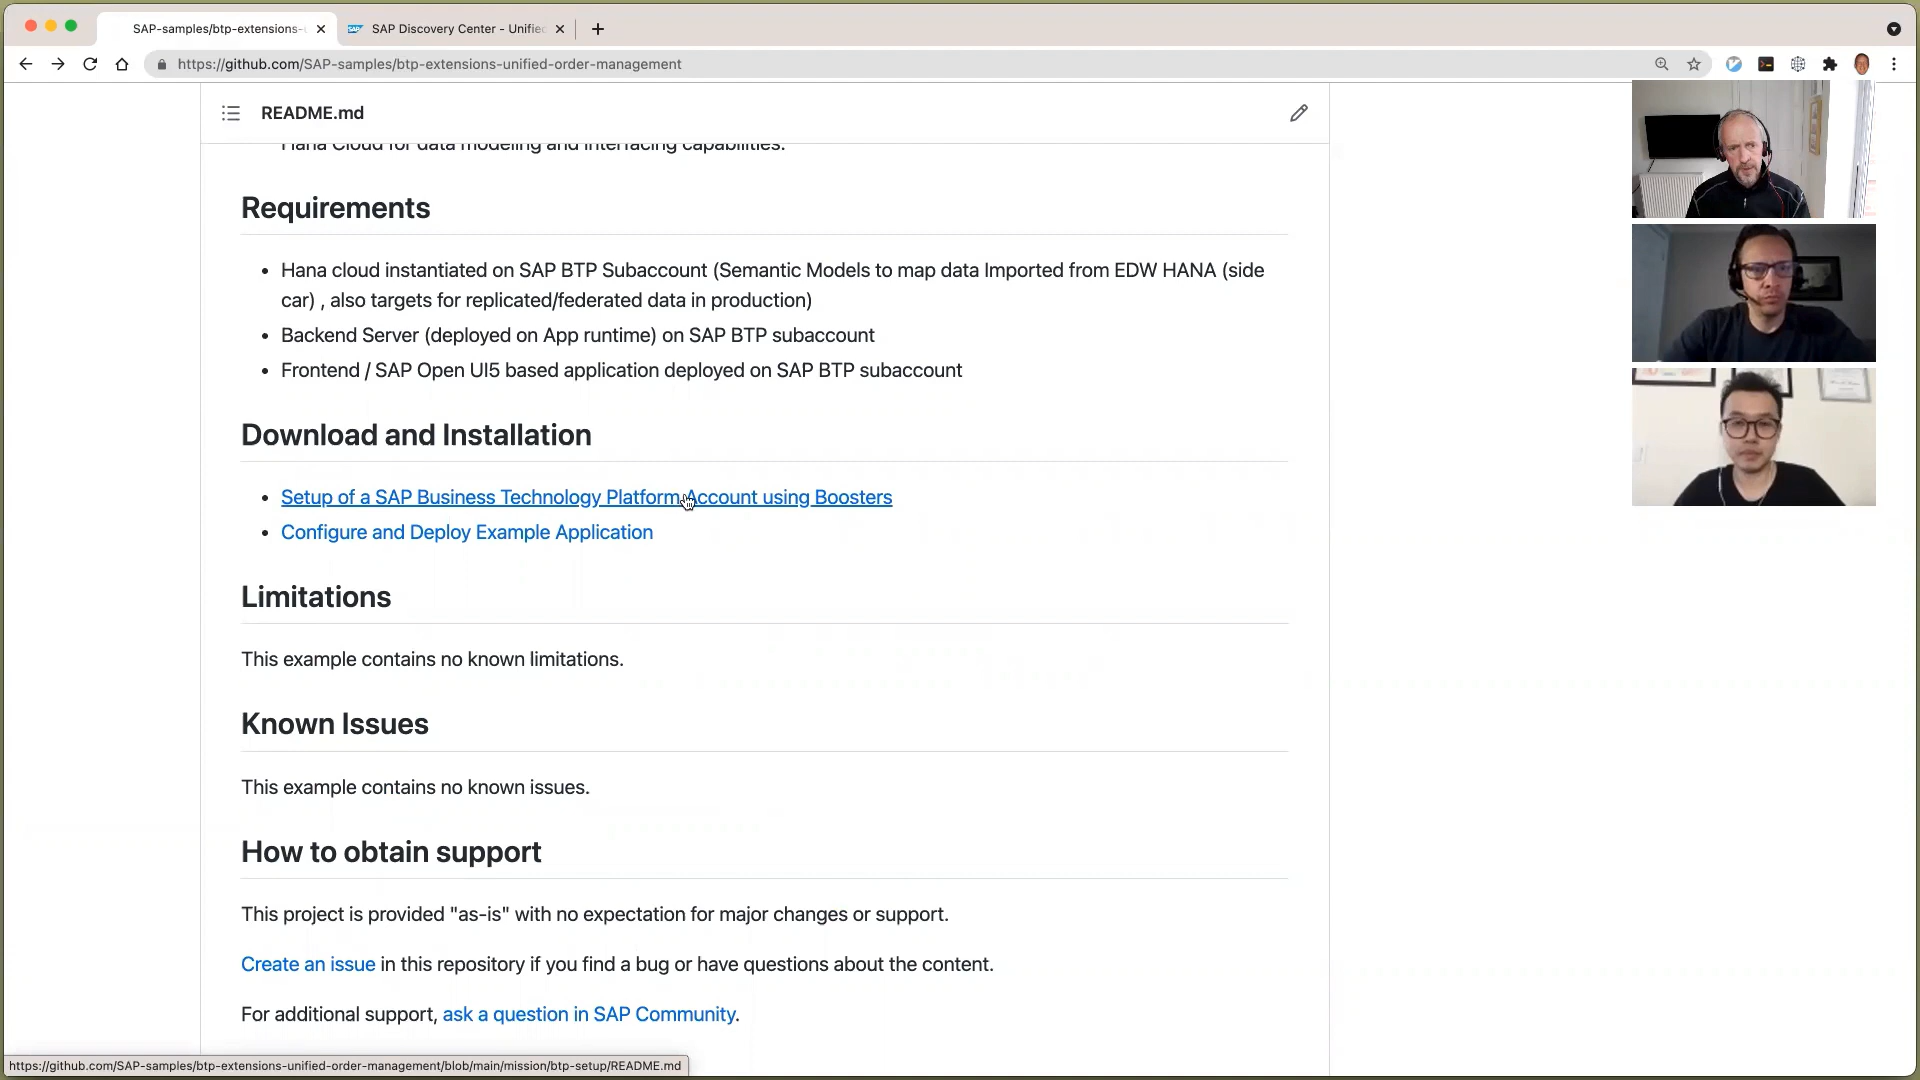 SAP-samples/btp-extensions-
SAP Discovery Center - Unifie
https://github.com/SAP-samples/btp-extensions-unified-order-management
README.md
Hana Cloud for data modeling and interfacing capabilities.
Requirements
Hana cloud instantiated on SAP BTP Subaccount (Semantic Models to map data Imported from EDW HANA (side
car) , also targets for replicated/federated data in production)
Backend Server (deployed on App runtime) on SAP BTP subaccount
Frontend / SAP Open UI5 based application deployed on SAP BTP subaccount
Download and Installation
Setup of a SAP Business Technology Platform Account using Boosters
Configure and Deploy Example Application
Limitations
This example contains no known limitations.
Known Issues
This example contains no known issues.
How to obtain support
This project is provided "as-is" with no expectation for major changes or support.
Create an issue in this repository if you find a bug or have questions about the content.
For additional support, ask a question in SAP Community.
https://github.com/SAP-samples/btp-extensions-unified-order-management/blob/main/mission/btp-setup/README.md